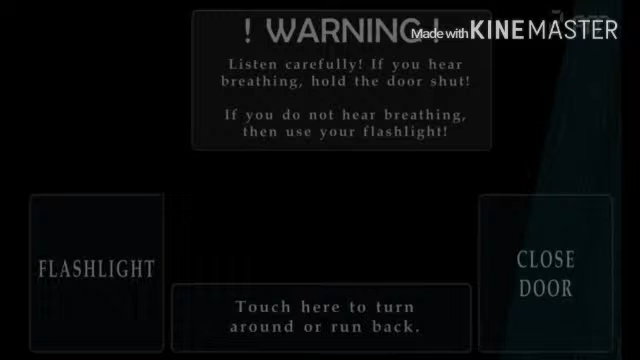 ! WARNING !
Made with KINEMASTER
Listen carefully! If you hear
breathing, hold the door shut!
If you do not hear breathing,
then use your flashlight!
FLASHLIGHT
CLOSE
DOOR
Touch here to turn
around or run back.